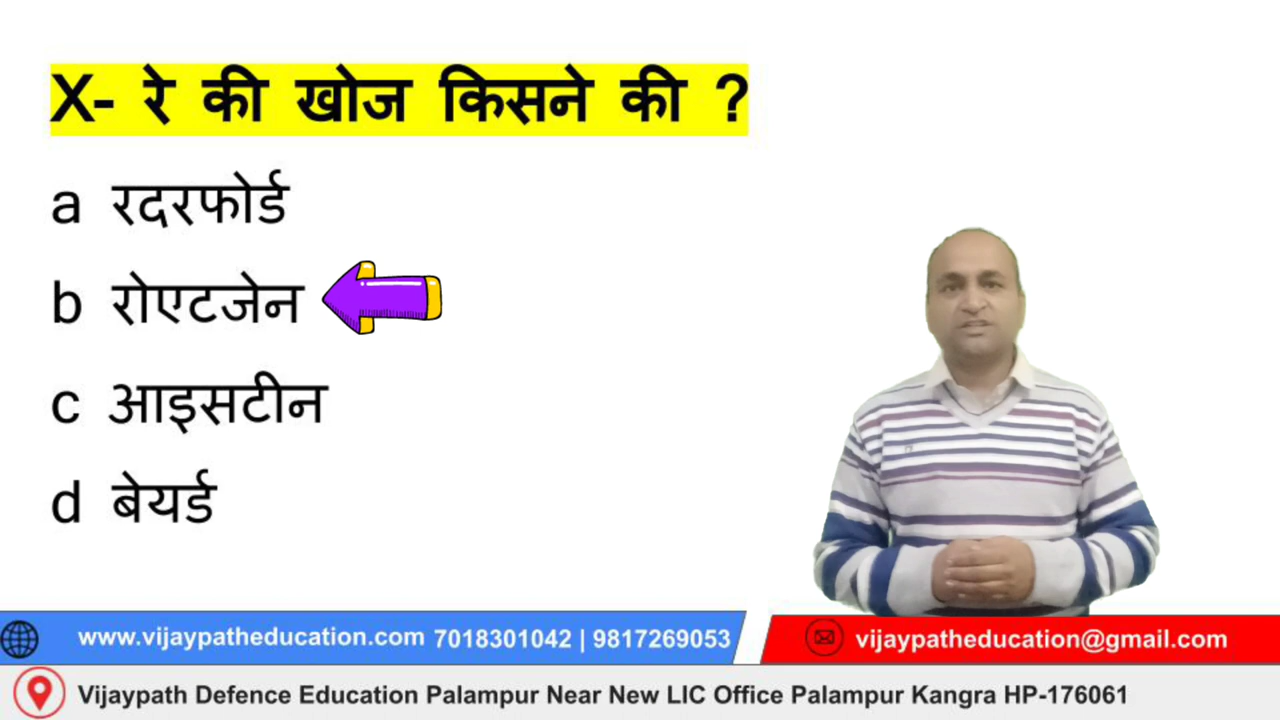 X- रे की खोज किसने की ?
a रदरफोर्ड
b रोएटजेन
c आइसटीन
d बेयर्ड
www.vijaypatheducation.com 7018301042 | 9817269053
vijaypatheducation@gmail.com
Vijaypath Defence Education Palampur Near New LIC Office Palampur Kangra HP-176061